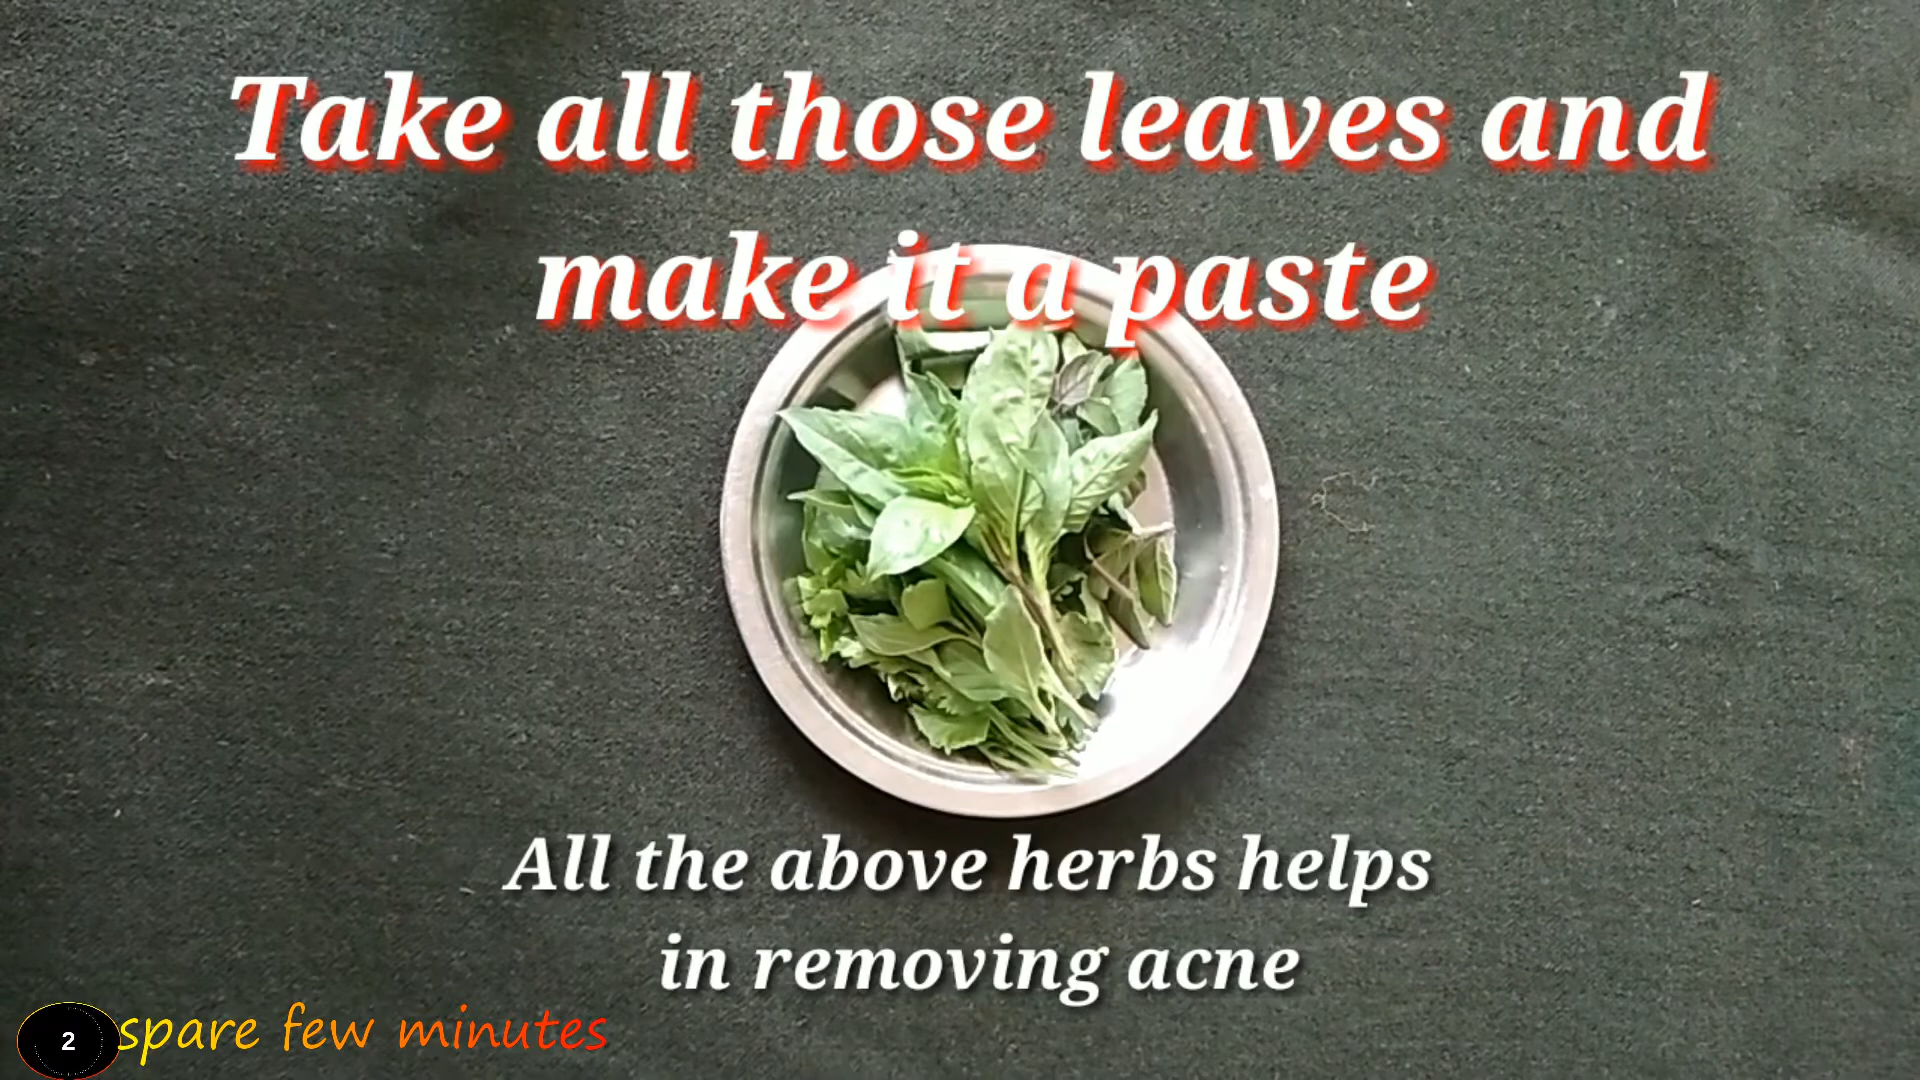 Take all those leaves and
make it a paste
All the above herbs helps
in removing acne
2 spare few minutes